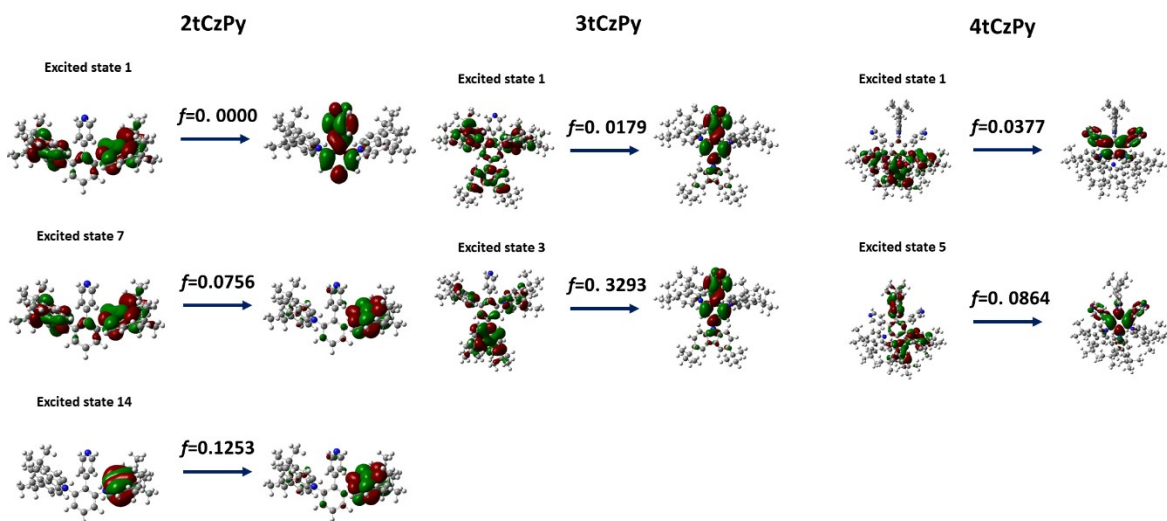 2tCzPy
Excited state 1
f=0. 0000
Excited state 7
f=0.0756
Excited state 14
f=0.1253
3tCzPy
Excited state 1
f=0. 0179
Excited state 3
f=0. 3293
4tCzPy
Excited state 1
f=0.0377
Excited state 5
f=0. 0864